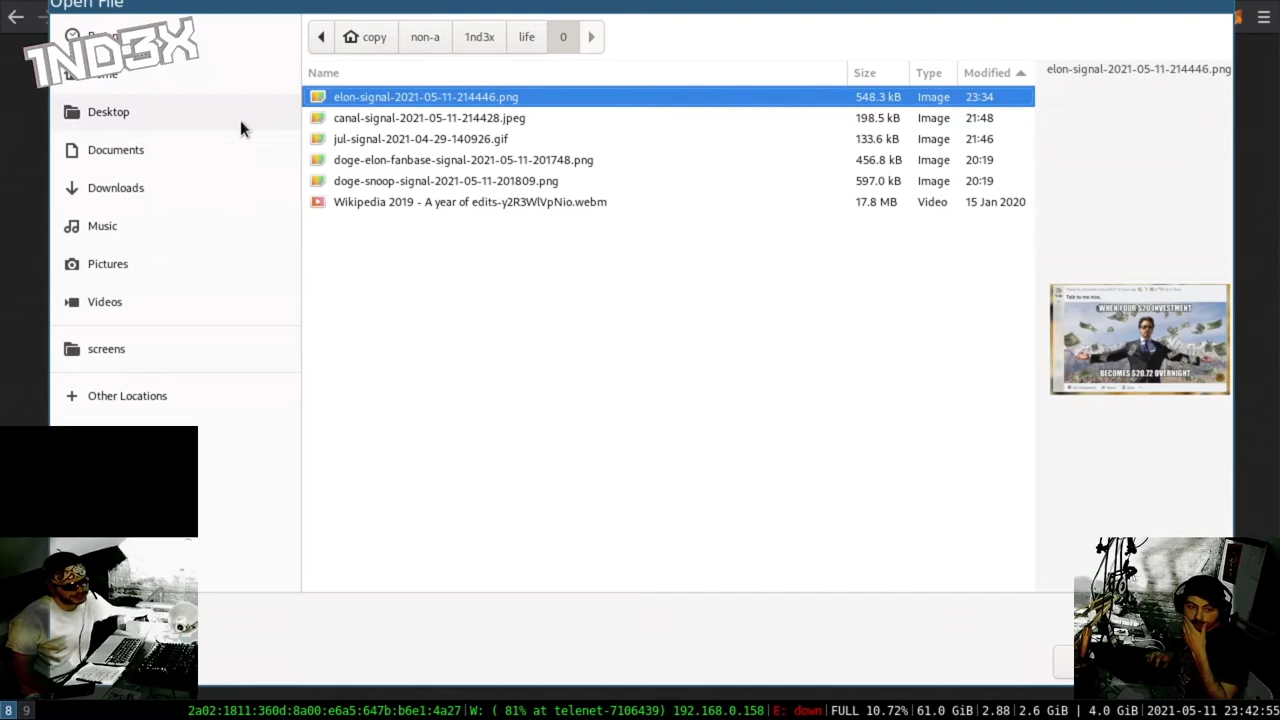 Open File
1ND3X
copy
non-a
1nd3x
life
0
Name Size Type Modified
elon-signal-2021-05-11-214446.png 548.3 kB Image 23:34
canal-signal-2021-05-11-214428.jpeg 198.5 kB Image 21:48
jul-signal-2021-04-29-140926.gif 133.6 kB Image 21:46
doge-elon-fanbase-signal-2021-05-11-201748.png 456.8 kB Image 20:19
doge-snoop-signal-2021-05-11-201809.png 597.0 kB Image 20:19
Wikipedia 2019 - A year of edits-y2R3WlVpNio.webm 17.8 MB Video 15 Jan 2020
Desktop
Documents
Downloads
Music
Pictures
Videos
screens
Other Locations
elon-signal-2021-05-11-214446.png
Talk to me nice.
WHEN YOUR $20 INVESTMENT
BECOMES $20.72 OVERNIGHT
8 9 2a02:1811:360d:8a00:e6a5:647b:b6e1:4a27|W: ( 81% at telenet-7106439) 192.168.0.158|E: down|FULL 10.72%|61.0 GiB|2.88|2.6 GiB | 4.0 GiB|2021-05-11 23:42:55